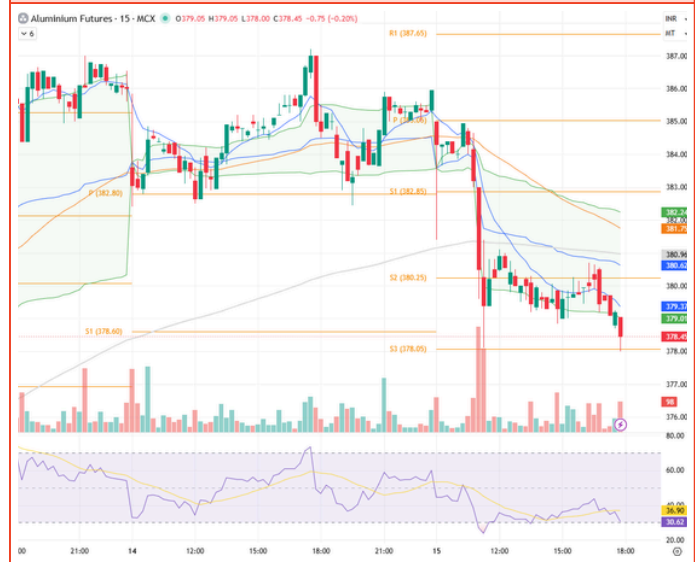 Aluminium Futures · 15 · MCX O379.05 H379.05 L378.00 C378.45 -0.75 (-0.20%)
INR
MT
6
R1 (387.65)
387.00
386.00
385.00
384.00
P (382.80)
S1 (382.85)
383.00
382.24
382.00
381.75
380.96
380.62
S2 (380.25)
380.00
379.37
379.01
S1 (378.60)
378.45
S3 (378.05)
378.00
377.00
98
376.00
80.00
60.00
40.00
36.90
30.62
20.00
:00 21:00 14 12:00 15:00 18:00 21:00 15 12:00 15:00 18:00